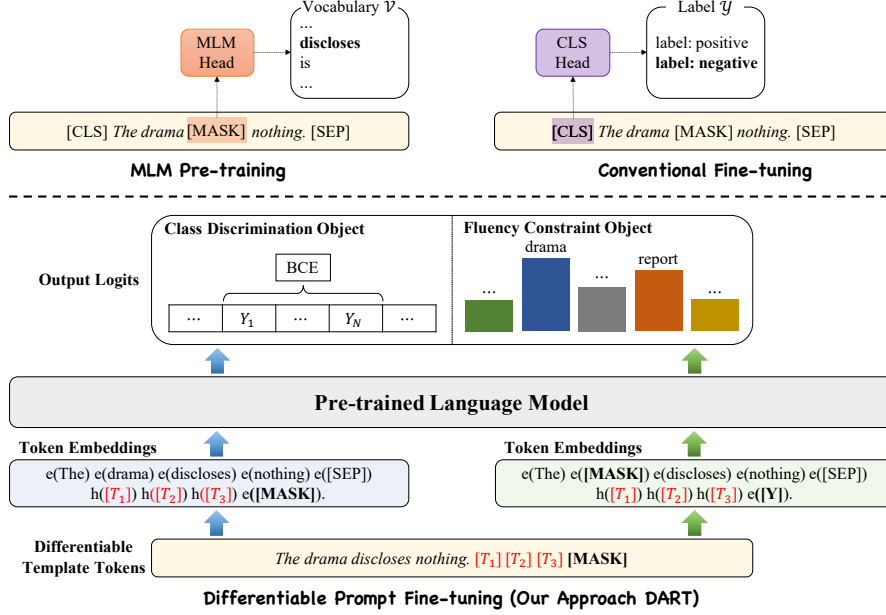 Vocabulary 𝒱
...
discloses
is
...
MLM
Head
[CLS] The drama [MASK] nothing. [SEP]
MLM Pre-training
Label 𝒴
label: positive
label: negative
CLS
Head
[CLS] The drama [MASK] nothing. [SEP]
Conventional Fine-tuning
Output Logits
Class Discrimination Object
BCE
... Y₁ ... Y_N ...
Fluency Constraint Object
... drama ... report ...
Pre-trained Language Model
Token Embeddings
e(The) e(drama) e(discloses) e(nothing) e([SEP])
h([T₁]) h([T₂]) h([T₃]) e([MASK]).
Token Embeddings
e(The) e([MASK]) e(discloses) e(nothing) e([SEP])
h([T₁]) h([T₂]) h([T₃]) e([Y]).
Differentiable
Template Tokens
The drama discloses nothing. [T₁] [T₂] [T₃] [MASK]
Differentiable Prompt Fine-tuning (Our Approach DART)